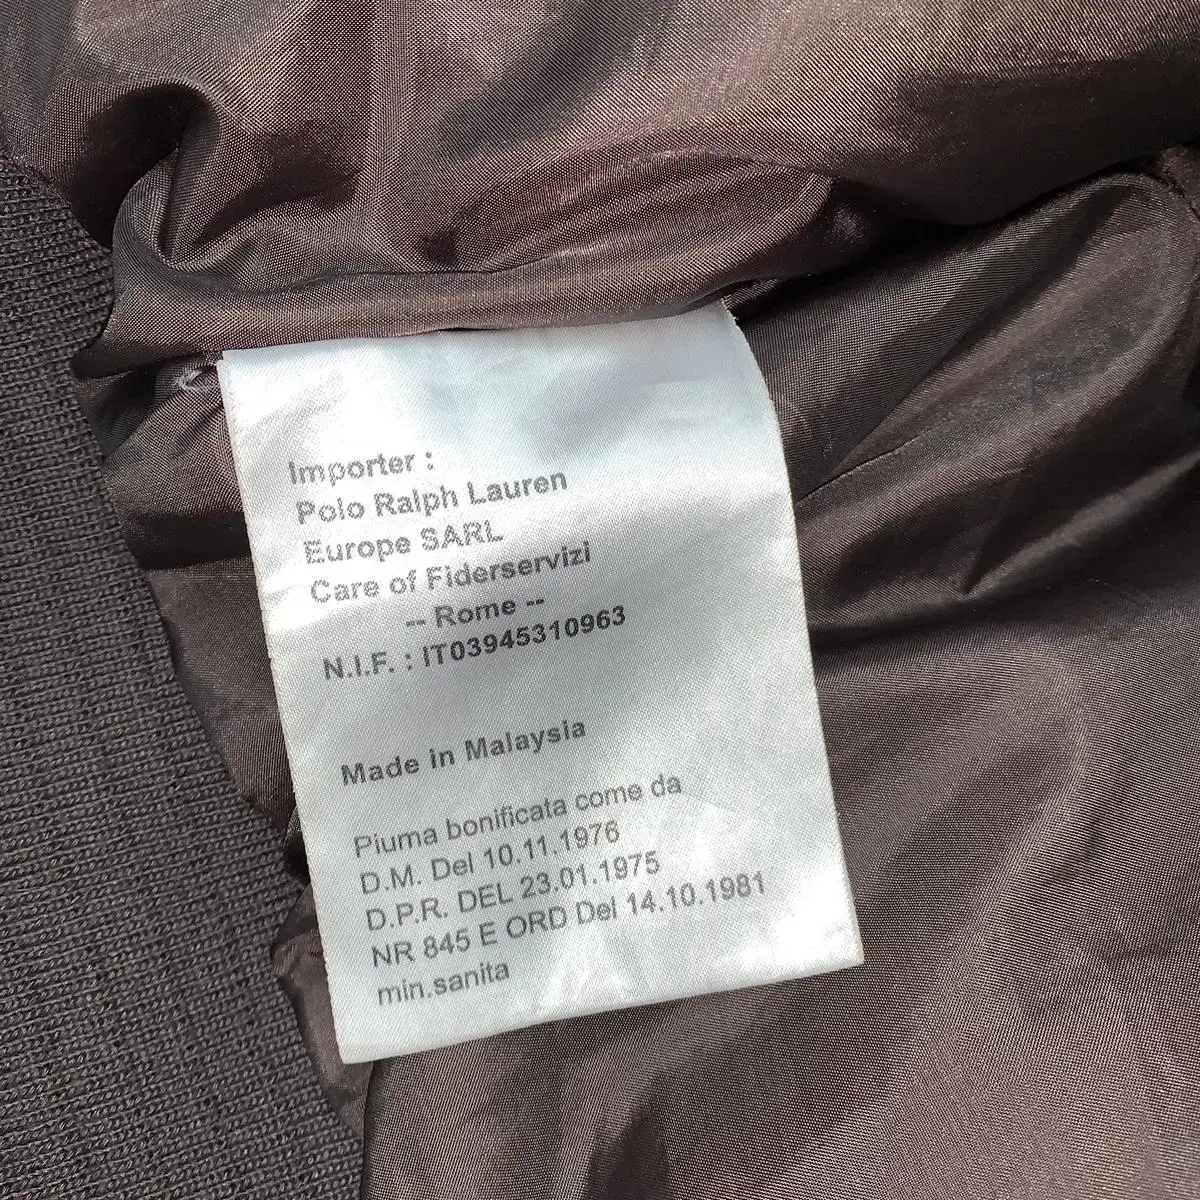 Importer :
Polo Ralph Lauren
Europe SARL
Care of Fiderservizi
-- Rome --
N.I.F. : IT03945310963
Made in Malaysia
Piuma bonificata come da
D.M. Del 10.11.1976
D.P.R. DEL 23.01.1975
NR 845 E ORD Del 14.10.1981
min.sanita